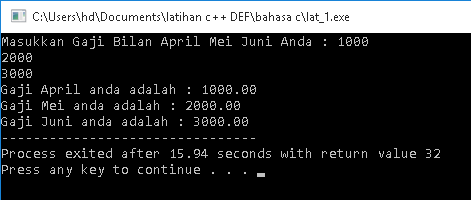 C:\Users\hd\Documents\latihan c++ DEF\bahasa c\lat_1.exe
Masukkan Gaji Bilan April Mei Juni Anda : 1000
2000
3000
Gaji April anda adalah : 1000.00
Gaji Mei anda adalah : 2000.00
Gaji Juni anda adalah : 3000.00
--------------------------------
Process exited after 15.94 seconds with return value 32
Press any key to continue . . .